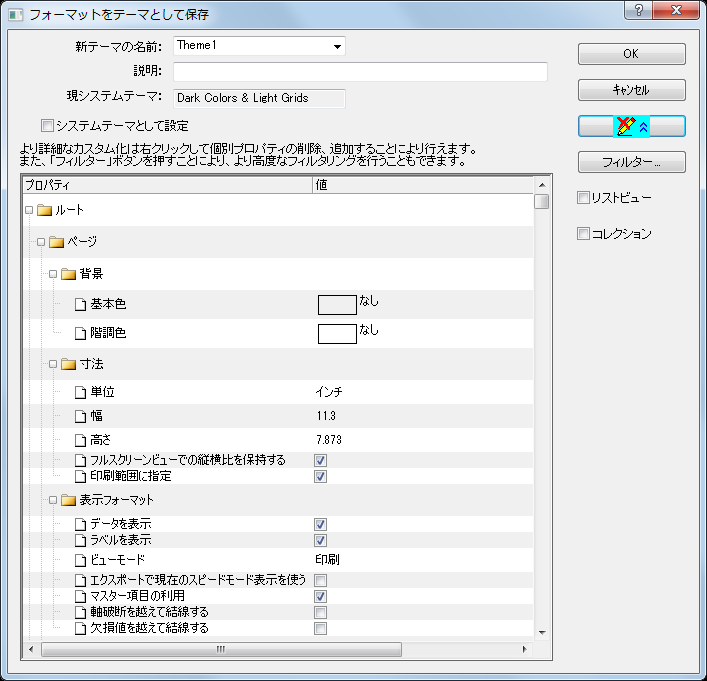 フォーマットをテーマとして保存
新テーマの名前: Theme1
OK
説明:
キャンセル
現システムテーマ: Dark Colors & Light Grids
システムテーマとして設定
より詳細なカスタム化は右クリックして個別プロパティの削除、追加することにより行えます。
また、「フィルター」ボタンを押すことにより、より高度なフィルタリングを行うこともできます。
フィルター...
プロパティ 値
リストビュー
ルート
コレクション
ページ
背景
基本色 なし
階調色 なし
寸法
単位 インチ
幅 11.3
高さ 7.873
フルスクリーンビューでの縦横比を保持する
印刷範囲に指定
表示フォーマット
データを表示
ラベルを表示
ビューモード 印刷
エクスポートで現在のスピードモード表示を使う
マスター項目の利用
軸破断を越えて結線する
欠損値を越えて結線する